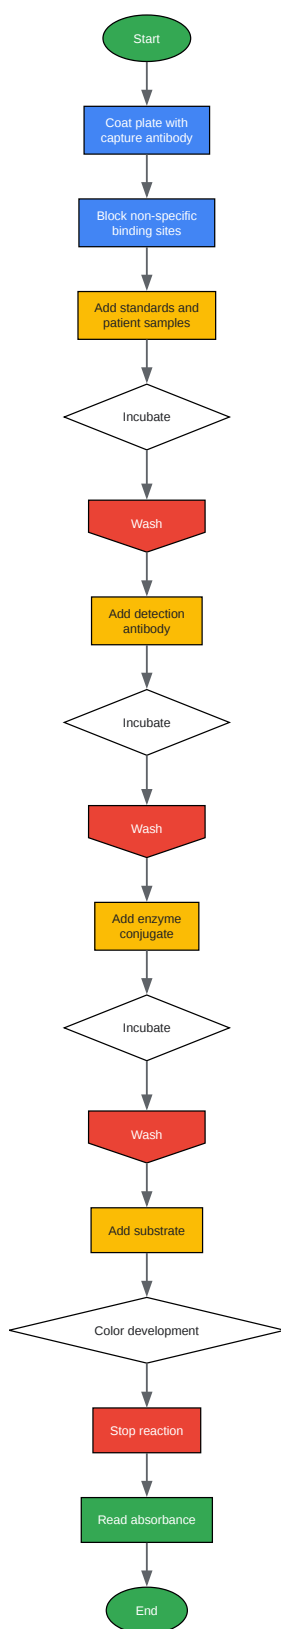 Start
Coat plate with
capture antibody
Block non-specific
binding sites
Add standards and
patient samples
Incubate
Wash
Add detection
antibody
Incubate
Wash
Add enzyme
conjugate
Incubate
Wash
Add substrate
Color development
Stop reaction
Read absorbance
End